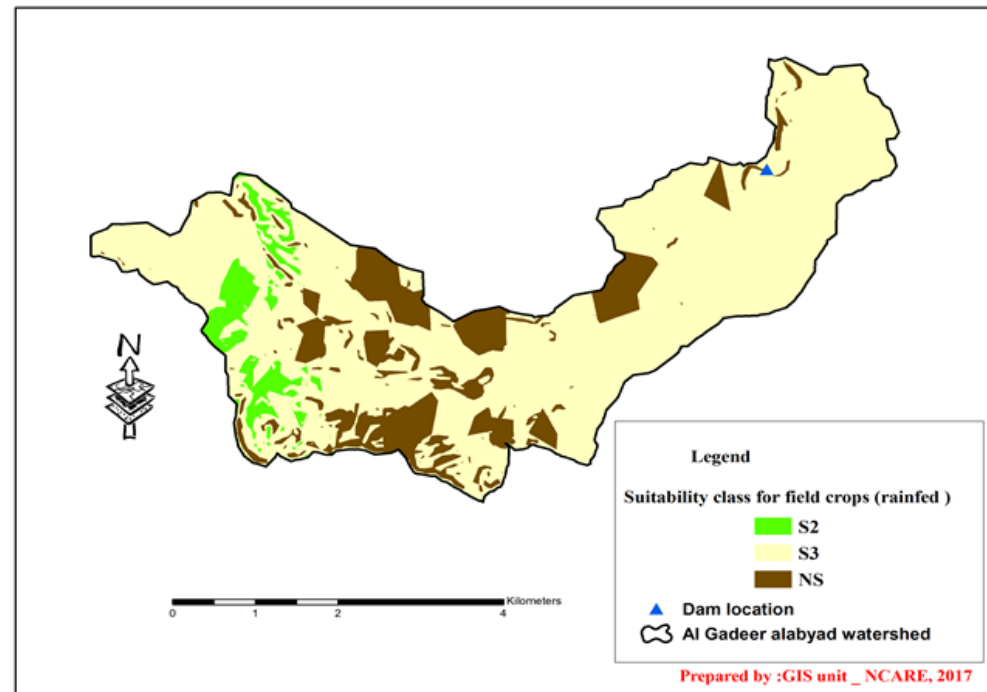 N
Kilometers
0 1 2 4
Legend
Suitability class for field crops (rainfed )
S2
S3
NS
Dam location
Al Gadeer alabyad watershed
Prepared by :GIS unit _ NCARE, 2017